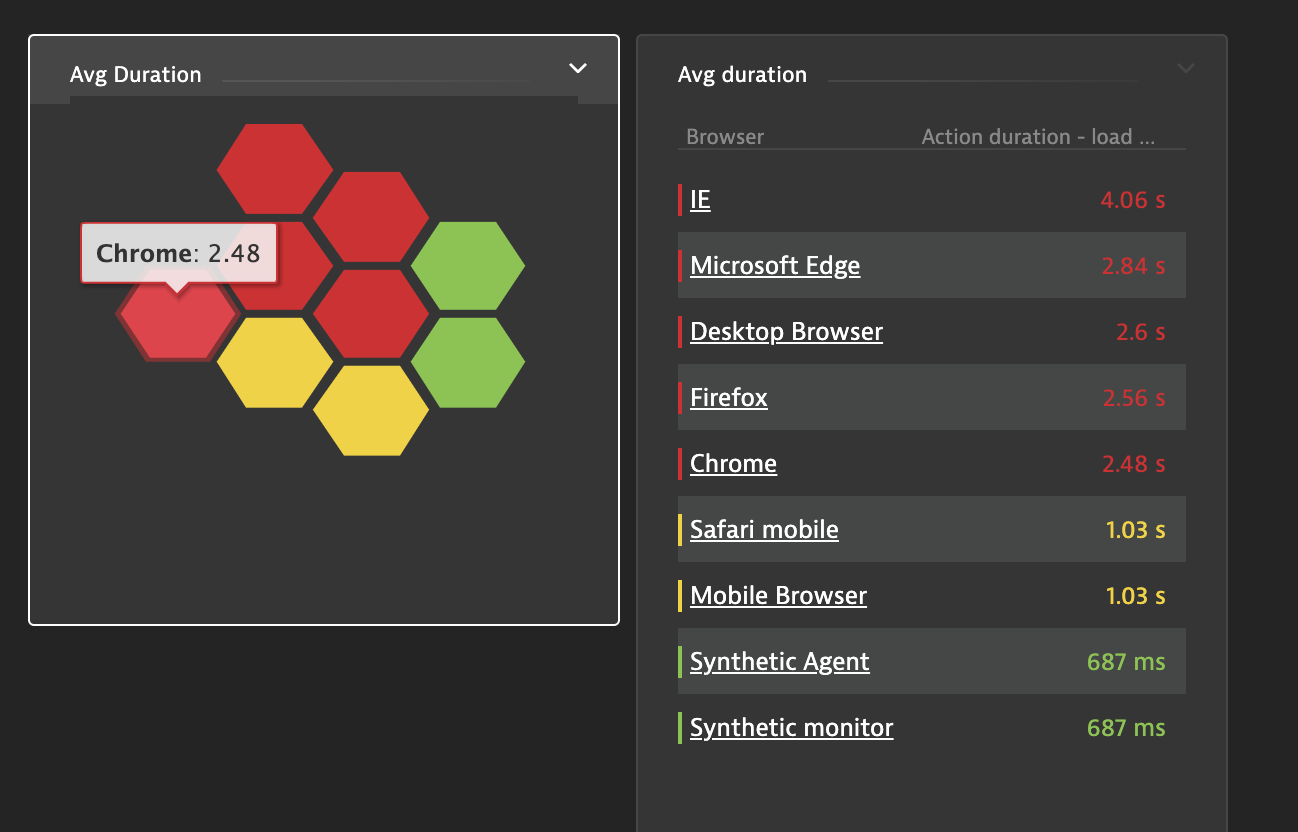 Avg Duration
Chrome: 2.48
Avg duration
Browser Action duration - load ...
IE 4.06 s
Microsoft Edge 2.84 s
Desktop Browser 2.6 s
Firefox 2.56 s
Chrome 2.48 s
Safari mobile 1.03 s
Mobile Browser 1.03 s
Synthetic Agent 687 ms
Synthetic monitor 687 ms